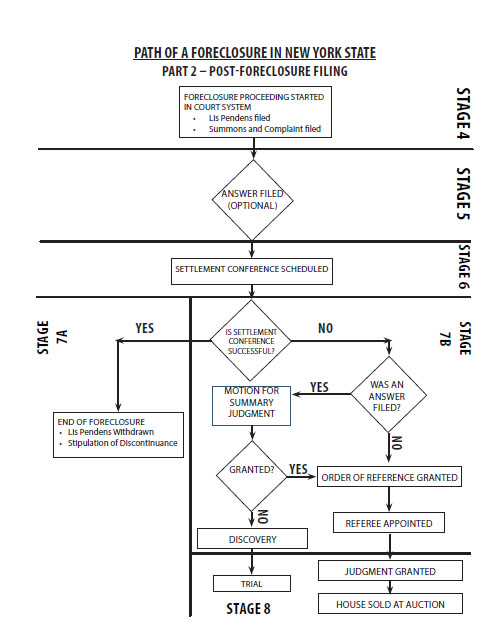 PATH OF A FORECLOSURE IN NEW YORK STATE
PART 2 – POST-FORECLOSURE FILING
FORECLOSURE PROCEEDING STARTED
IN COURT SYSTEM
• Lis Pendens filed
• Summons and Complaint filed
STAGE 4
ANSWER FILED
(OPTIONAL)
STAGE 5
SETTLEMENT CONFERENCE SCHEDULED
STAGE 6
STAGE
7A
YES
IS SETTLEMENT
CONFERENCE
SUCCESSFUL?
NO
STAGE
7B
END OF FORECLOSURE
• Lis Pendens Withdrawn
• Stipulation of Discontinuance
MOTION FOR
SUMMARY
JUDGMENT
YES
WAS AN
ANSWER
FILED?
NO
GRANTED?
YES
ORDER OF REFERENCE GRANTED
NO
REFEREE APPOINTED
DISCOVERY
JUDGMENT GRANTED
TRIAL
HOUSE SOLD AT AUCTION
STAGE 8